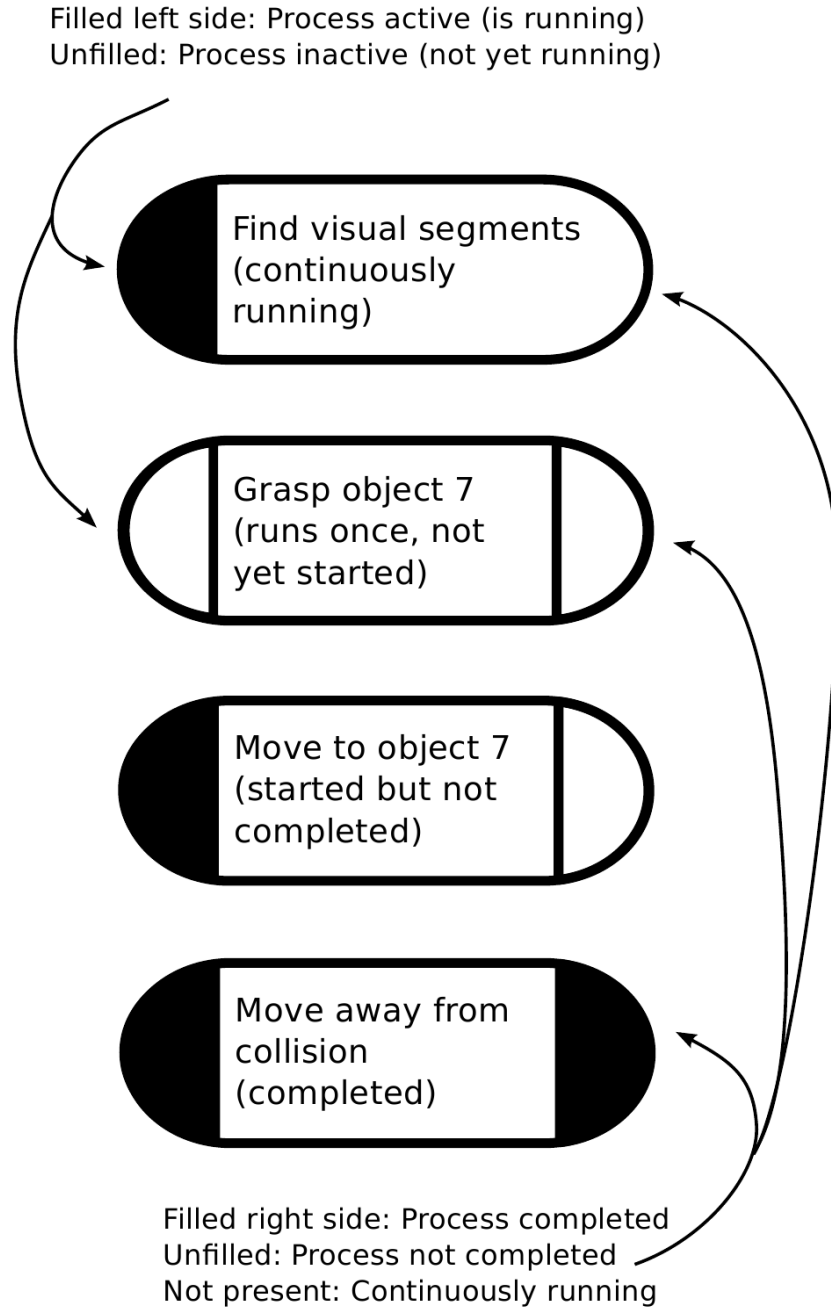 Filled left side: Process active (is running)
Unfilled: Process inactive (not yet running)
Find visual segments
(continuously
running)
Grasp object 7
(runs once, not
yet started)
Move to object 7
(started but not
completed)
Move away from
collision
(completed)
Filled right side: Process completed
Unfilled: Process not completed
Not present: Continuously running